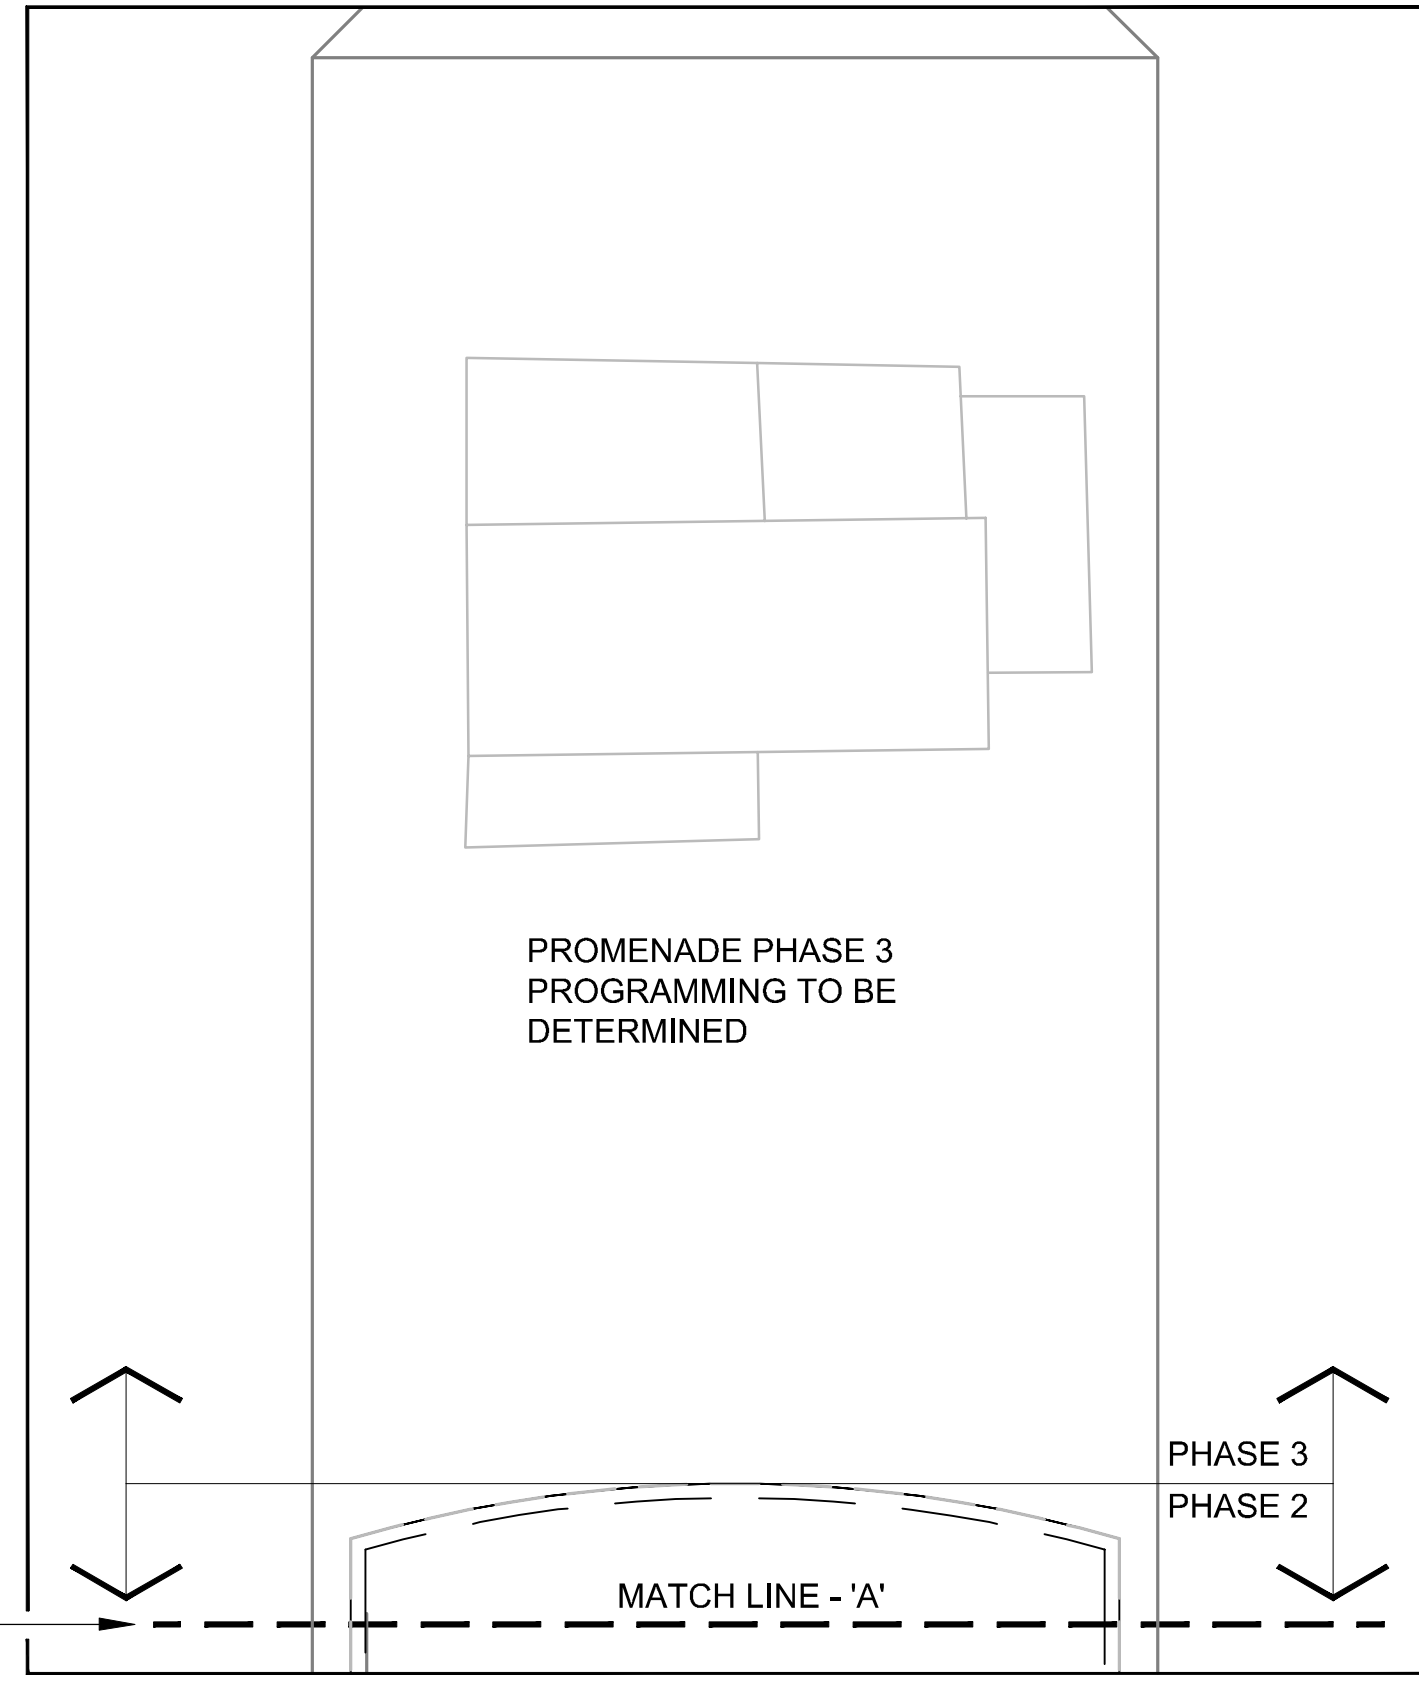 PROMENADE PHASE 3
PROGRAMMING TO BE
DETERMINED
PHASE 3
PHASE 2
MATCH LINE - 'A'